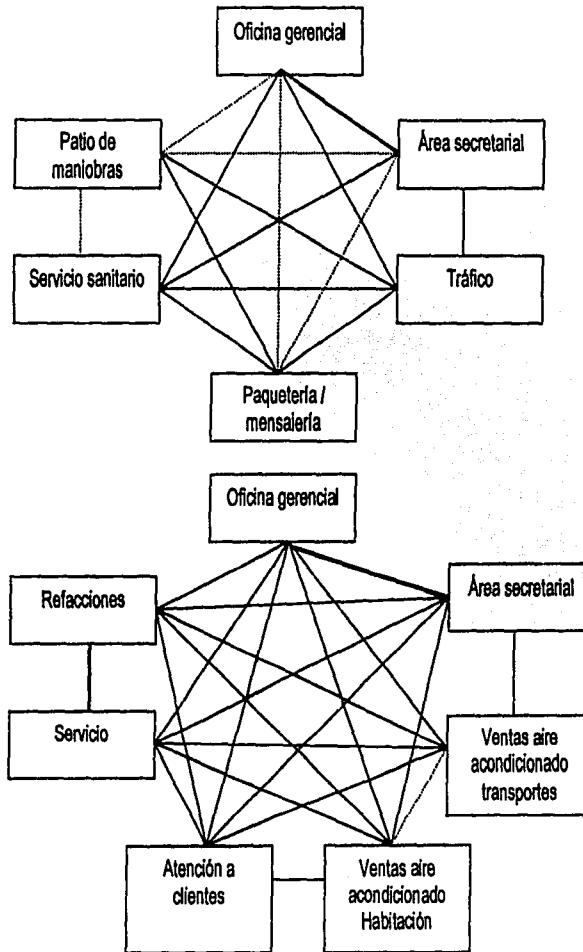 Oficina gerencial
Patio de
maniobras
Área secretarial
Servicio sanitario
Tráfico
Paquetería /
mensajería
Oficina gerencial
Refacciones
Área secretarial
Servicio
Ventas aire
acondicionado
transportes
Atención a
clientes
Ventas aire
acondicionado
Habitación